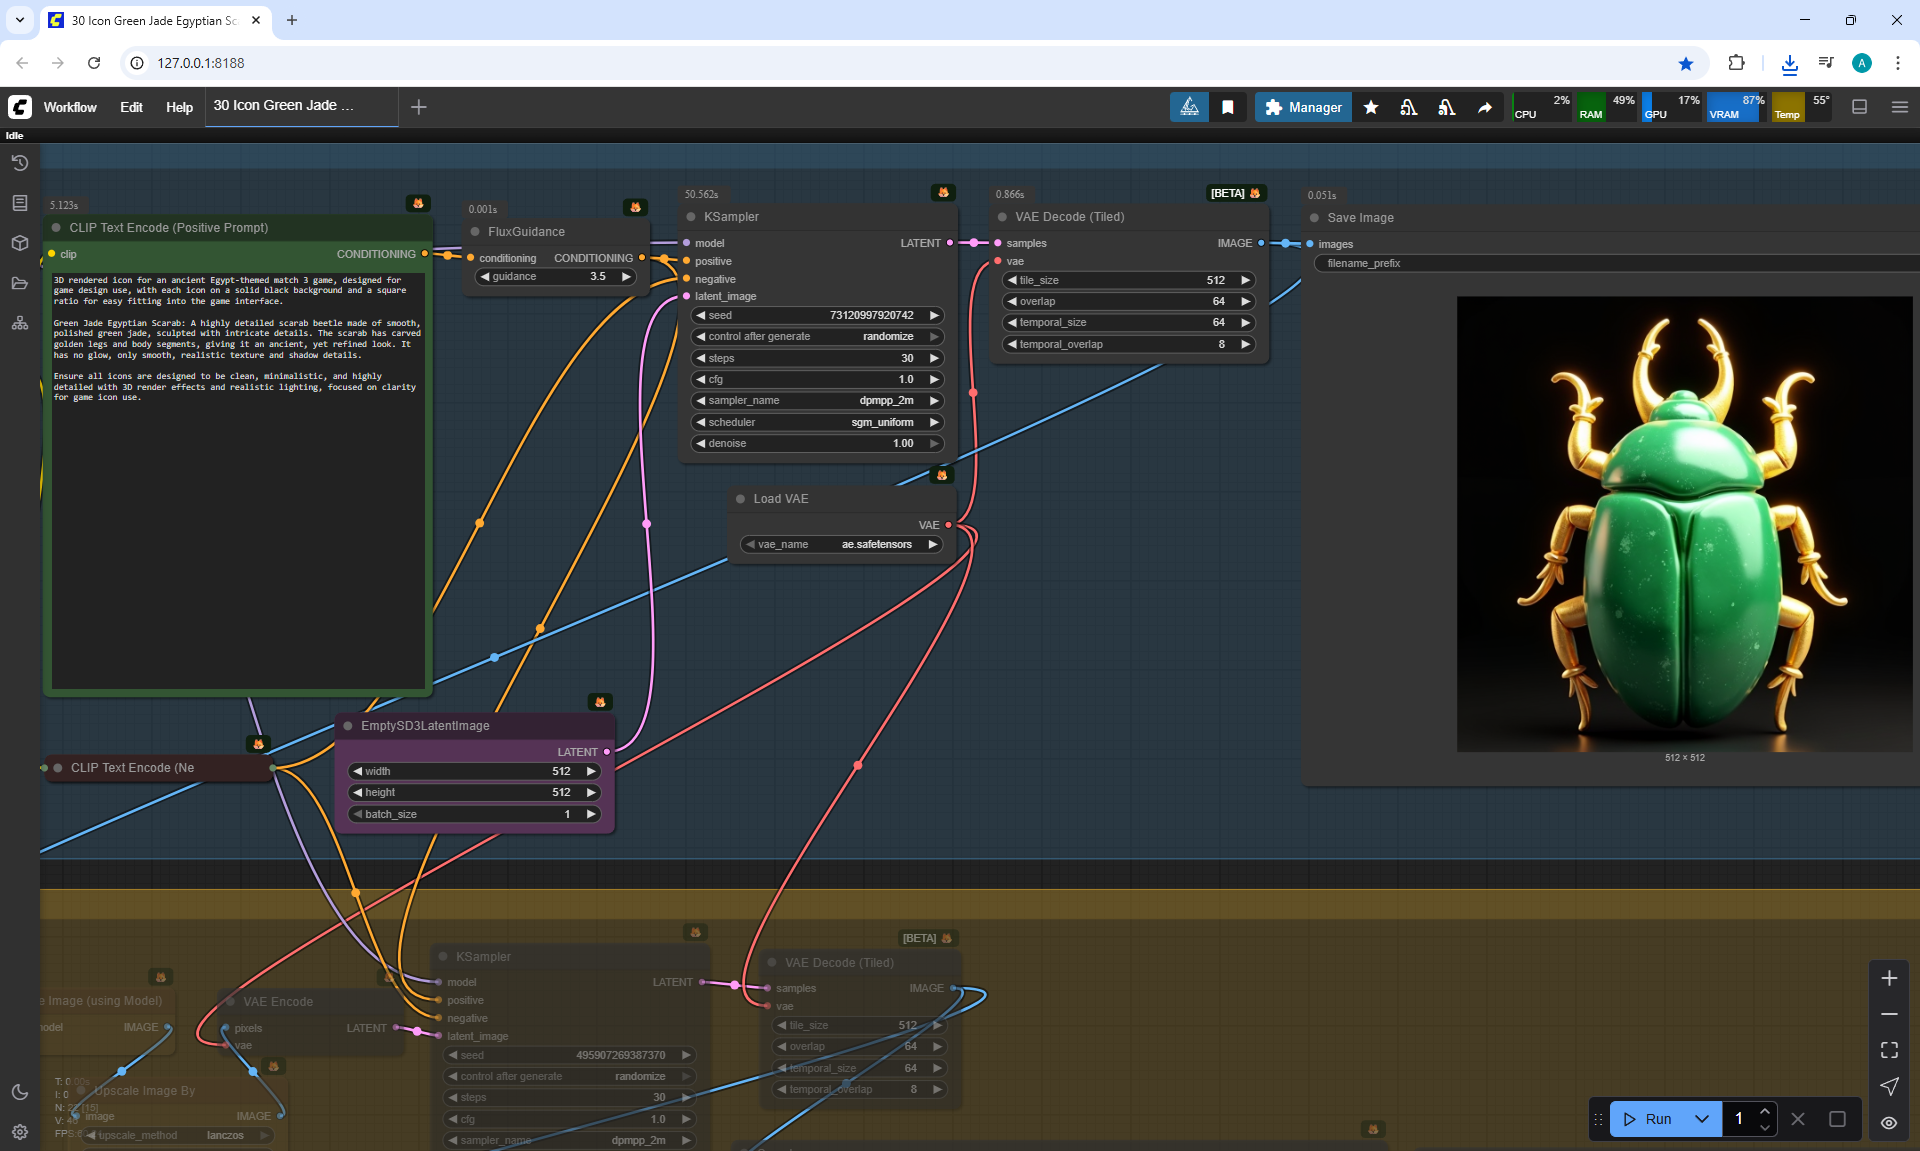 30 Icon Green Jade Egyptian Sc
127.0.0.1:8188
A
Workflow Edit Help 30 Icon Green Jade ...
Manager
CPU 2% RAM 49% GPU 17% VRAM 87% Temp 55°
Idle
5.123s
CLIP Text Encode (Positive Prompt)
clip CONDITIONING
3D rendered icon for an ancient Egypt-themed match 3 game, designed for
game design use, with each icon on a solid black background and a square
ratio for easy fitting into the game interface.
Green Jade Egyptian Scarab: A highly detailed scarab beetle made of smooth,
polished green jade, sculpted with intricate details. The scarab has carved
golden legs and body segments, giving it an ancient, yet refined look. It
has no glow, only smooth, realistic texture and shadow details.
Ensure all icons are designed to be clean, minimalistic, and highly
detailed with 3D render effects and realistic lighting, focused on clarity
for game icon use.
0.001s
FluxGuidance
conditioning CONDITIONING
guidance 3.5
50.562s
KSampler
model LATENT
positive
negative
latent_image
seed 73120997920742
control after generate randomize
steps 30
cfg 1.0
sampler_name dpmpp_2m
scheduler sgm_uniform
denoise 1.00
0.866s
[BETA]
VAE Decode (Tiled)
samples IMAGE
vae
tile_size 512
overlap 64
temporal_size 64
temporal_overlap 8
0.051s
Save Image
images
filename_prefix
512 × 512
Load VAE
VAE
vae_name ae.safetensors
EmptySD3LatentImage
LATENT
width 512
height 512
batch_size 1
CLIP Text Encode (Ne
KSampler
model LATENT
positive
negative
latent_image
seed 495907269387370
control after generate randomize
steps 30
cfg 1.0
sampler_name dpmpp_2m
[BETA]
VAE Decode (Tiled)
samples IMAGE
vae
tile_size 512
overlap 64
temporal_size 64
temporal_overlap 8
e Image (using Model)
odel IMAGE
VAE Encode
pixels LATENT
vae
Upscale Image By
image IMAGE
upscale_method lanczos
Run 1